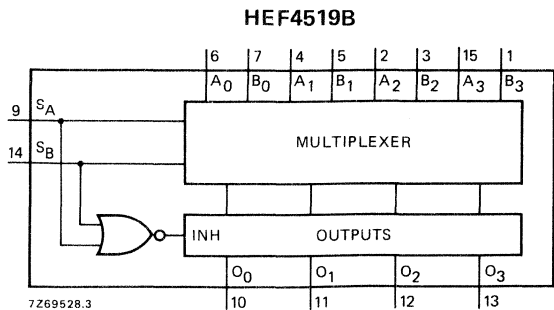 HEF4519B
6 7 4 5 2 3 15 1
A0 B0 A1 B1 A2 B2 A3 B3
9 SA
MULTIPLEXER
14 SB
INH OUTPUTS
O0 O1 O2 O3
7Z69528.3 10 11 12 13